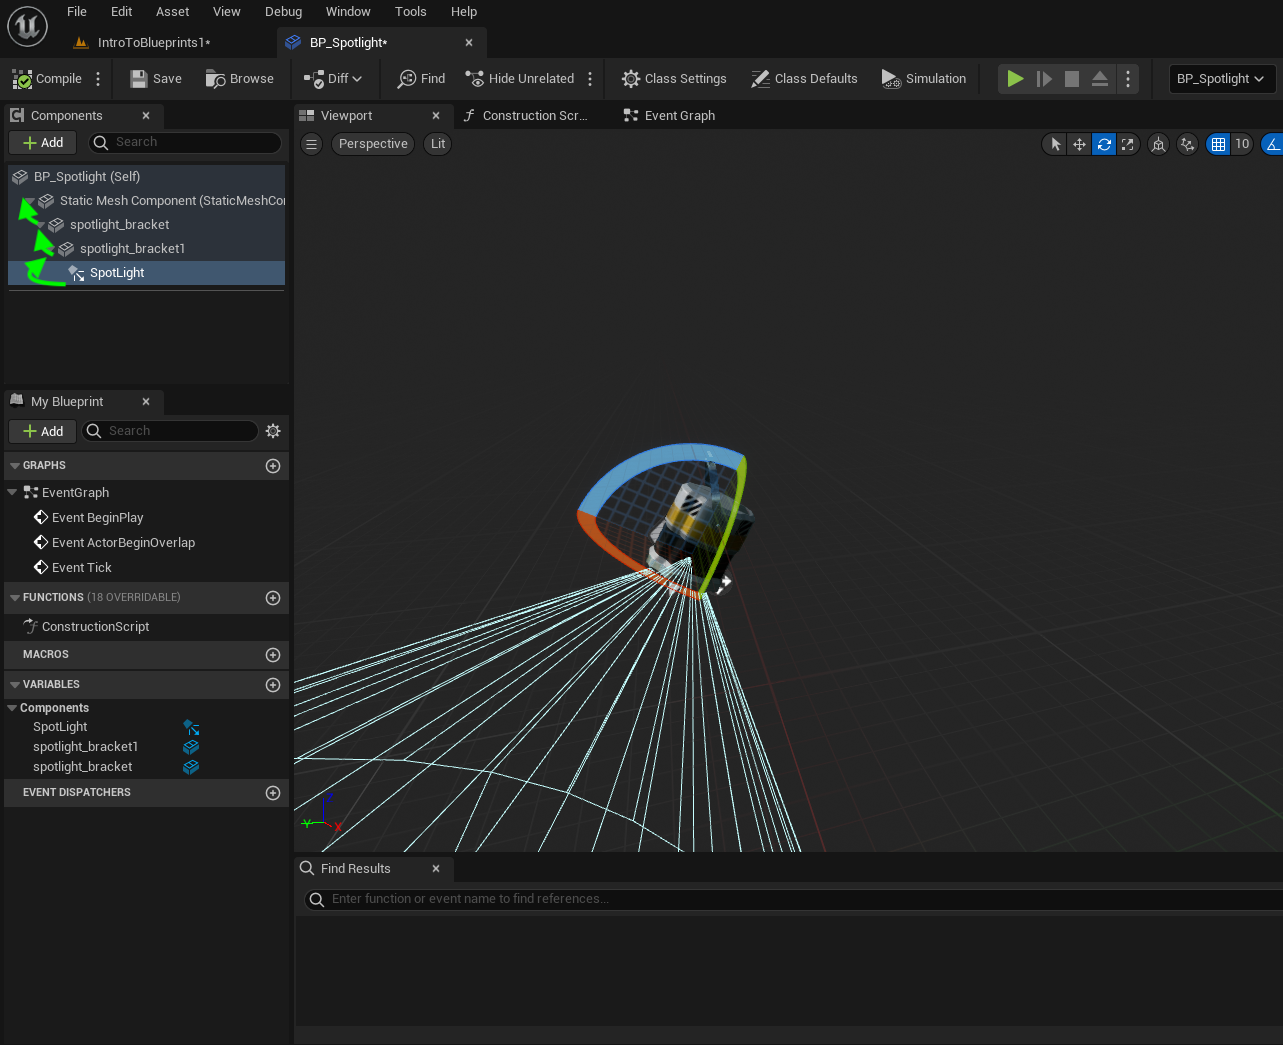 File Edit Asset View Debug Window Tools Help
IntroToBlueprints1* BP_Spotlight*
Compile Save Browse Diff Find Hide Unrelated Class Settings Class Defaults Simulation BP_Spotlight
Components Viewport Construction Scr... Event Graph
Add Search Perspective Lit 10
BP_Spotlight (Self)
Static Mesh Component (StaticMeshCo
spotlight_bracket
spotlight_bracket1
SpotLight
My Blueprint
Add Search
GRAPHS
EventGraph
Event BeginPlay
Event ActorBeginOverlap
Event Tick
FUNCTIONS (18 OVERRIDABLE)
ConstructionScript
MACROS
VARIABLES
Components
SpotLight
spotlight_bracket1
spotlight_bracket
EVENT DISPATCHERS
Z
Y X
Find Results
Enter function or event name to find references...